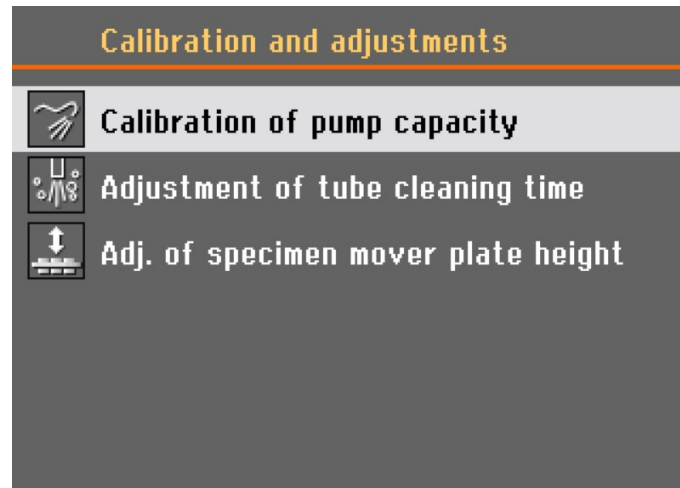 Calibration and adjustments
Calibration of pump capacity
Adjustment of tube cleaning time
Adj. of specimen mover plate height